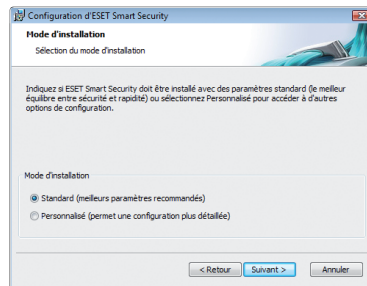 Configuration d'ESET Smart Security
Mode d'installation
Sélection du mode d'installation
Indiquez si ESET Smart Security doit être installé avec des paramètres standard (le meilleur
équilibre entre sécurité et rapidité) ou sélectionnez Personnalisé pour accéder à d'autres
options de configuration.
Mode d'installation
Standard (meilleurs paramètres recommandés)
Personnalisé (permet une configuration plus détaillée)
< Retour Suivant > Annuler